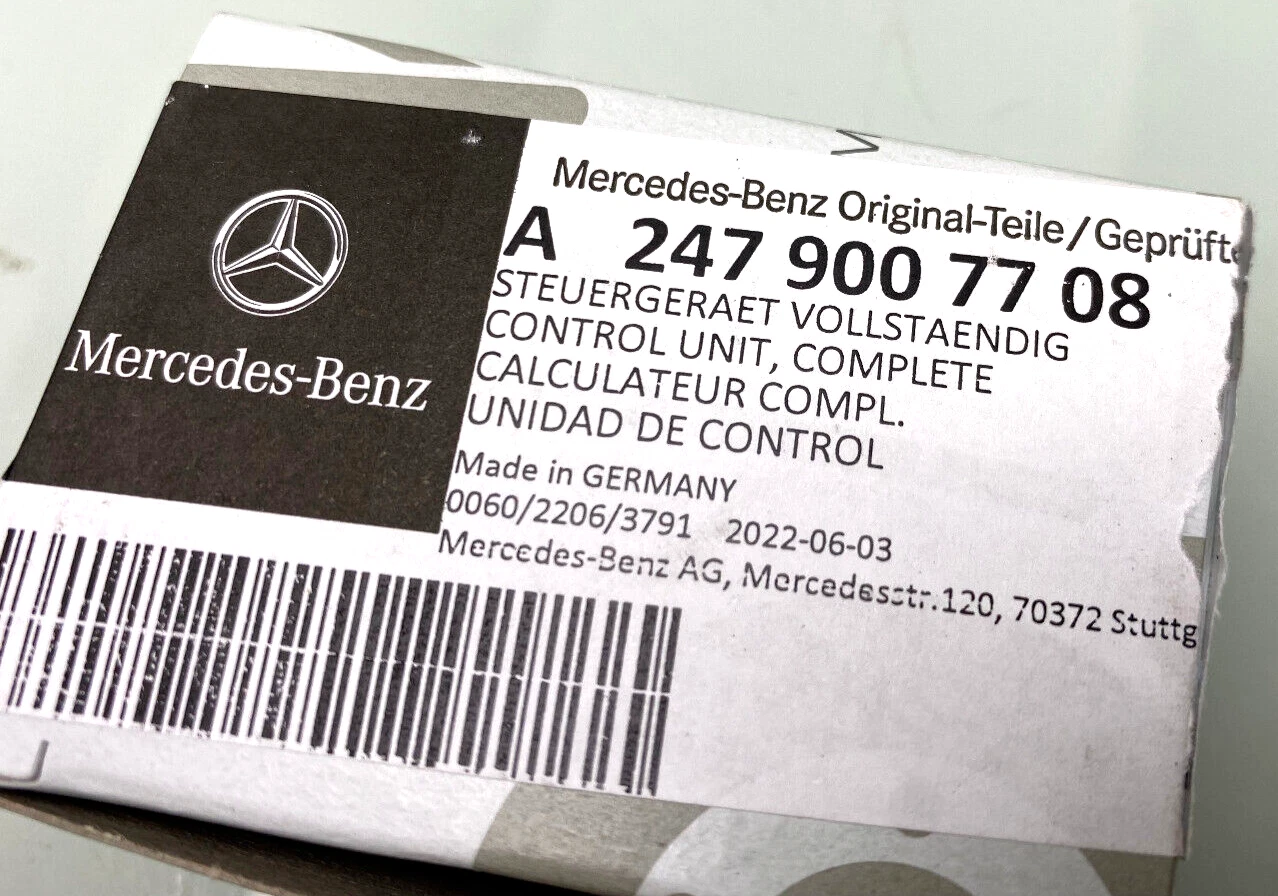 Mercedes-Benz
Mercedes-Benz Original-Teile/Geprüfte
A 247 900 77 08
STEUERGERAET VOLLSTAENDIG
CONTROL UNIT, COMPLETE
CALCULATEUR COMPL.
UNIDAD DE CONTROL
Made in GERMANY
0060/2206/3791 2022-06-03
Mercedes-Benz AG, Mercedesstr.120, 70372 Stuttg